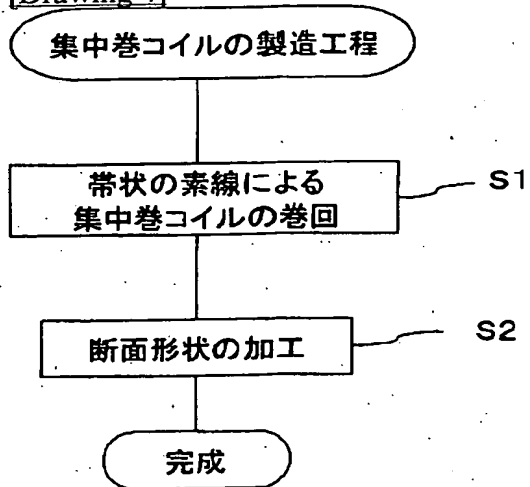 集中巻コイルの製造工程
帯状の素線による
集中巻コイルの巻回
S1
断面形状の加工
S2
完成